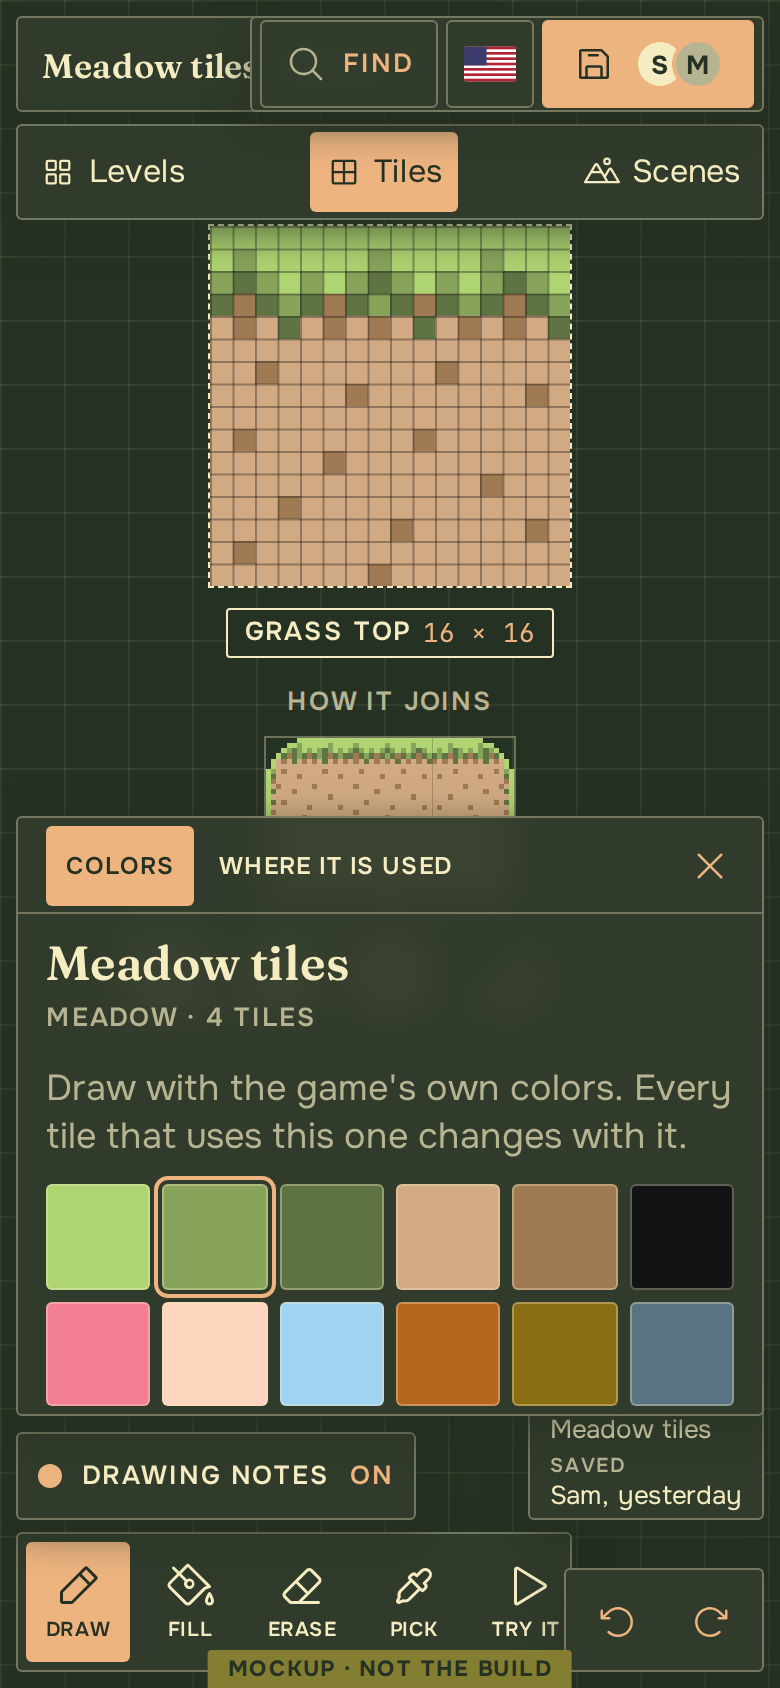 Meadow tiles
FIND
S M
Levels
Tiles
Scenes
GRASS TOP 16 × 16
HOW IT JOINS
COLORS
WHERE IT IS USED
Meadow tiles
MEADOW · 4 TILES
Draw with the game's own colors. Every
tile that uses this one changes with it.
Meadow tiles
SAVED
Sam, yesterday
DRAWING NOTES ON
DRAW
FILL
ERASE
PICK
TRY IT
MOCKUP · NOT THE BUILD